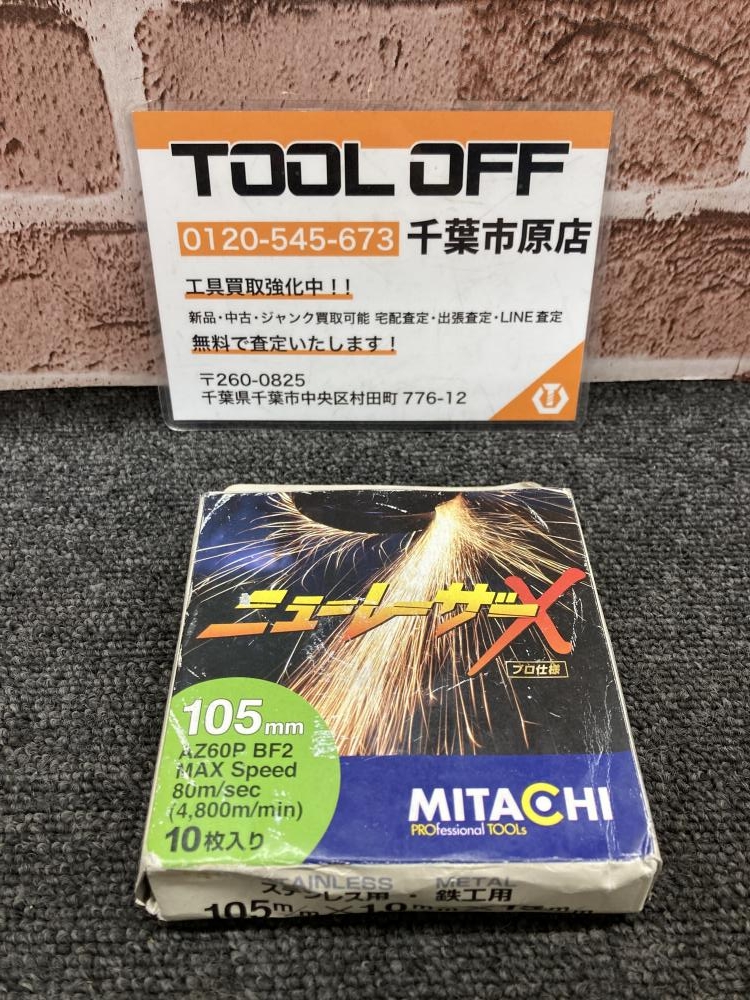 TOOL OFF
0120-545-673 千葉市原店
工具買取強化中！！
新品・中古・ジャンク買取可能 宅配査定・出張査定・LINE査定
無料で査定いたします！
〒260-0825
千葉県千葉市中央区村田町 776-12
ニューレーザーX
プロ仕様
105mm
AZ60P BF2
MAX Speed
80m/sec
(4,800m/min)
10枚入り
MITACHI
PROfessional TOOLs
STAINLESS METAL
ステンレス用・鉄工用
105m/m×1.0